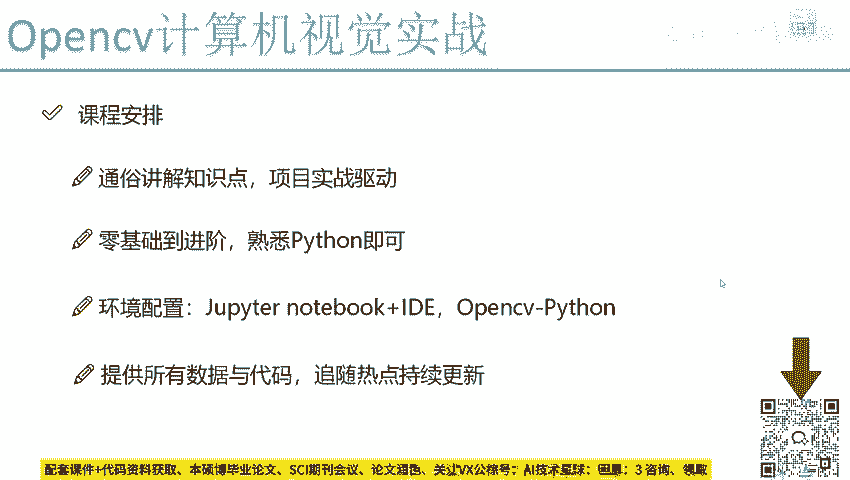 Opencv计算机视觉实战
课程安排
通俗讲解知识点，项目实战驱动
零基础到进阶，熟悉Python即可
环境配置：Jupyter notebook+IDE，Opencv-Python
提供所有数据与代码，追随热点持续更新
配套课件+代码资料获取、本硕博毕业论文、SCI期刊会议、论文润色、关注VX公棕号：AI技术星球：回复：3 咨询、领取